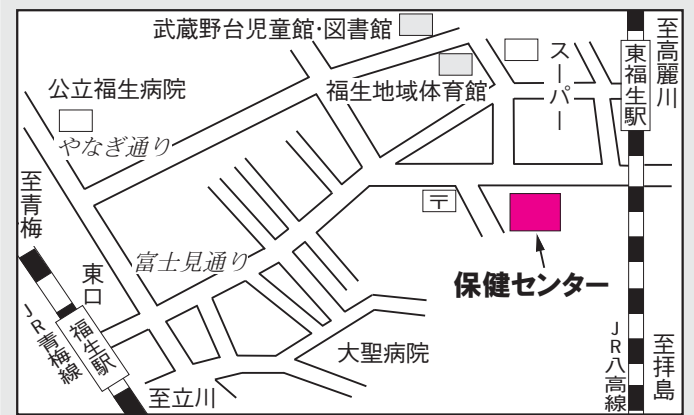 武蔵野台児童館・図書館
スーパー
東福生駅
至高麗川
公立福生病院
福生地域体育館
やなぎ通り
至青梅
〒
富士見通り
東口
保健センター
JR青梅線
福生駅
大聖病院
至立川
JR八高線
至拝島